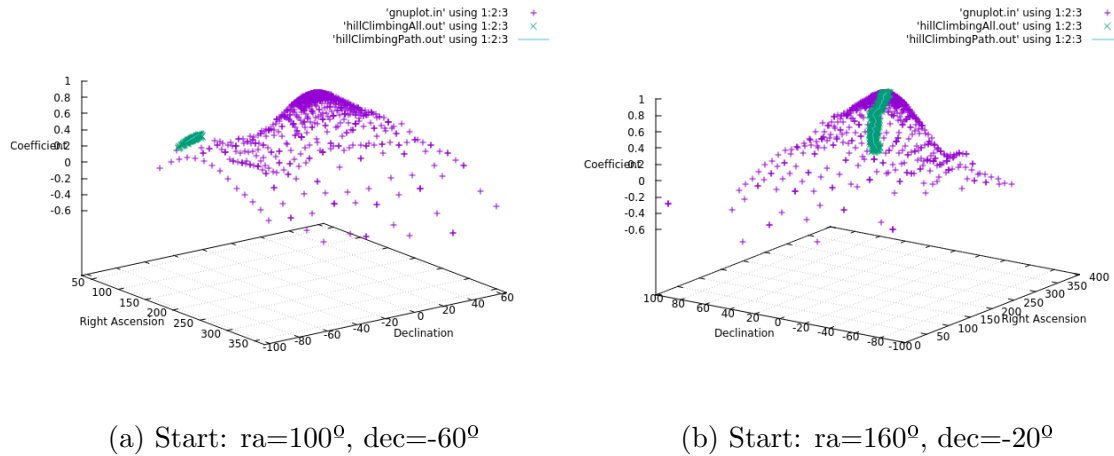 'gnuplot.in' using 1:2:3
'hillClimbingAll.out' using 1:2:3
'hillClimbingPath.out' using 1:2:3
1
0.8
0.6
0.4
Coefficient 0.2
0
-0.2
-0.4
-0.6
50 100 150 200 250 300 350
Right Ascension
-100 -80 -60 -40 -20 0 20 40 60
Declination
(a) Start: ra=100º, dec=-60º
'gnuplot.in' using 1:2:3
'hillClimbingAll.out' using 1:2:3
'hillClimbingPath.out' using 1:2:3
1
0.8
0.6
0.4
Coefficient 0.2
0
-0.2
-0.4
-0.6
100 80 60 40 20 0 -20 -40 -60 -80 -100
Declination
0 50 100 150 200 250 300 350 400
Right Ascension
(b) Start: ra=160º, dec=-20º